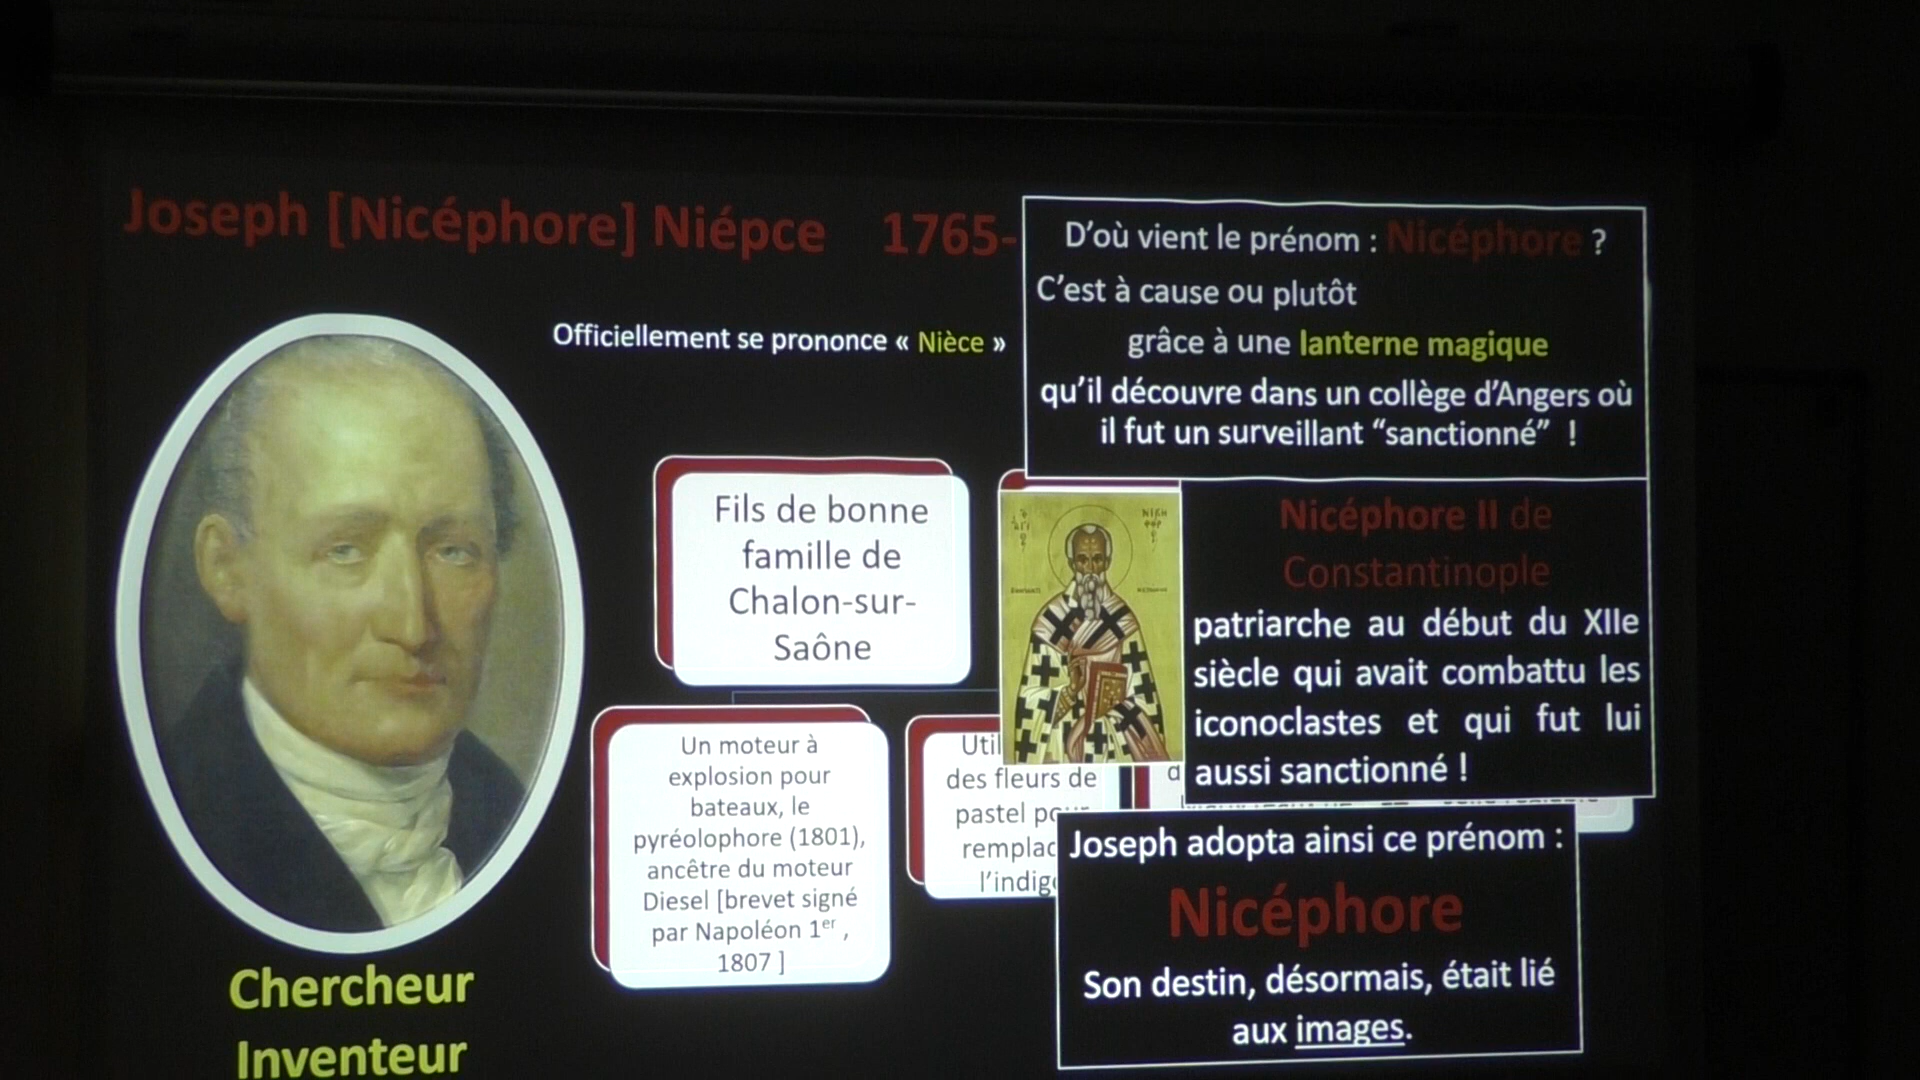 Joseph [Nicéphore] Niépce 1765-
Officiellement se prononce « Nièce »
D'où vient le prénom : Nicéphore ?
C'est à cause ou plutôt
grâce à une lanterne magique
qu'il découvre dans un collège d'Angers où
il fut un surveillant “sanctionné” !
Fils de bonne
famille de
Chalon-sur-
Saône
Nicéphore II de
Constantinople
patriarche au début du XIIe
siècle qui avait combattu les
iconoclastes et qui fut lui
aussi sanctionné !
Un moteur à
explosion pour
bateaux, le
pyréolophore (1801),
ancêtre du moteur
Diesel [brevet signé
par Napoléon 1er ,
1807 ]
Util
des fleurs de
pastel
remplac
l'indig
Joseph adopta ainsi ce prénom :
Nicéphore
Son destin, désormais, était lié
aux images.
Chercheur
Inventeur